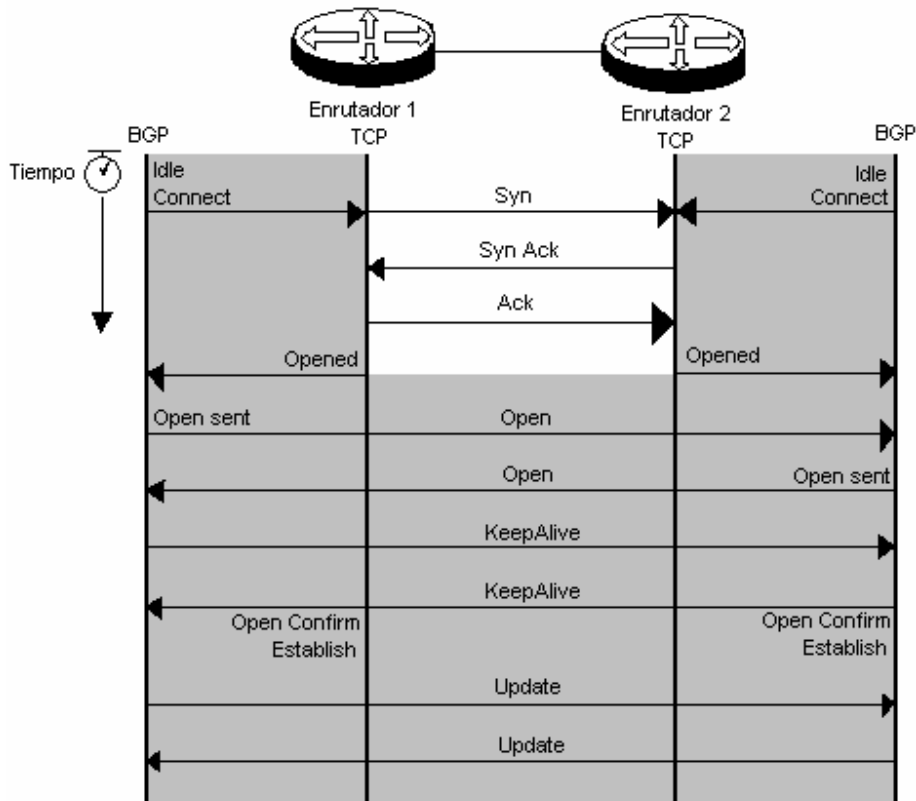 Enrutador 1
Enrutador 2
BGP
TCP
TCP
BGP
Tiempo
Idle
Idle
Connect
Syn
Connect
Syn Ack
Ack
Opened
Opened
Open sent
Open
Open
Open sent
KeepAlive
KeepAlive
Open Confirm
Establish
Open Confirm
Establish
Update
Update